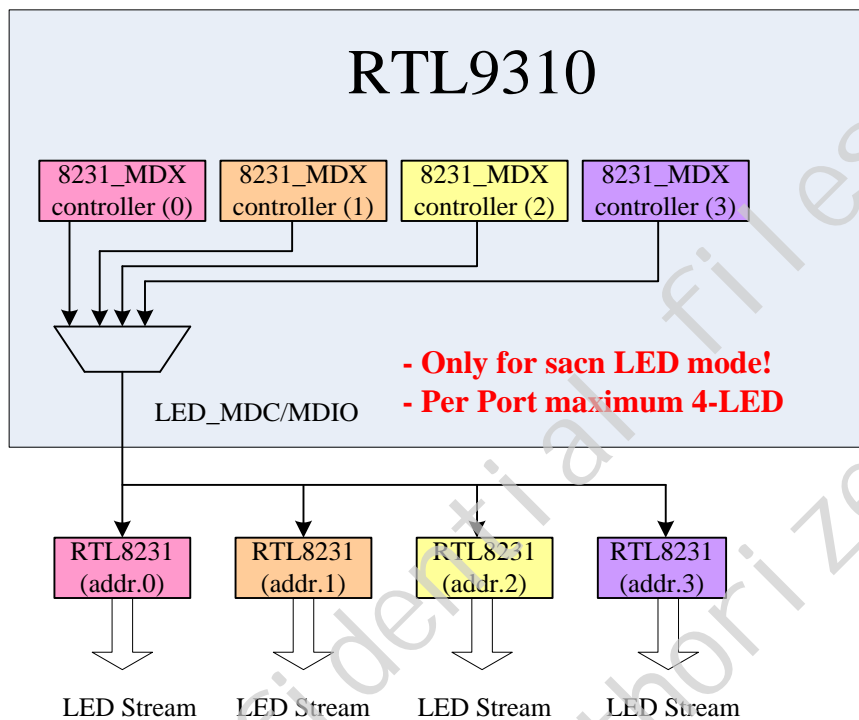 RTL9310
8231_MDX
controller (0)
8231_MDX
controller (1)
8231_MDX
controller (2)
8231_MDX
controller (3)
- Only for sacn LED mode!
- Per Port maximum 4-LED
LED_MDC/MDIO
RTL8231
(addr.0)
RTL8231
(addr.1)
RTL8231
(addr.2)
RTL8231
(addr.3)
LED Stream
LED Stream
LED Stream
LED Stream
files